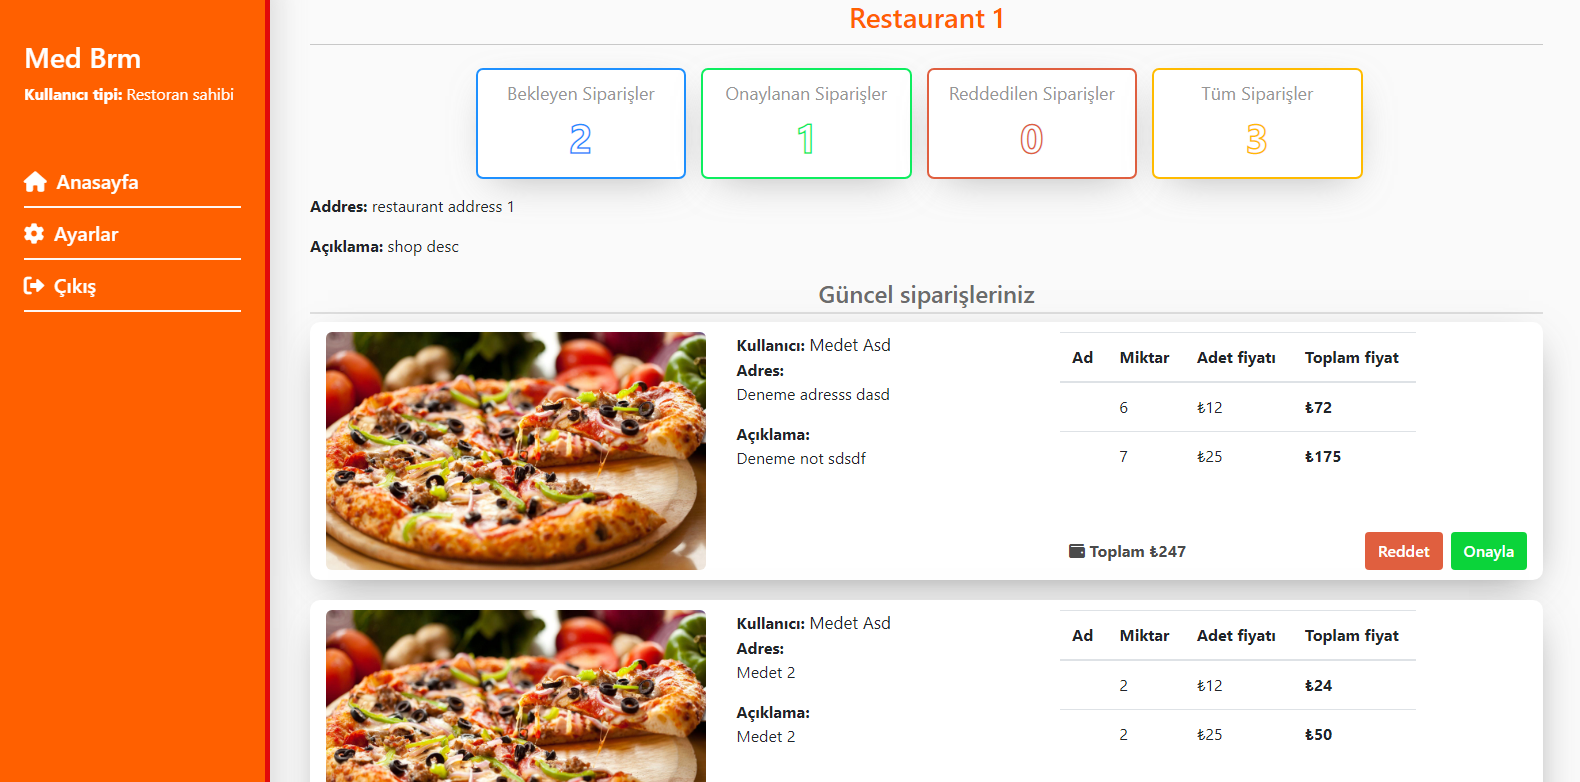 Med Brm
Kullanıcı tipi: Restoran sahibi
Anasayfa
Ayarlar
Çıkış
Restaurant 1
Bekleyen Siparişler
2
Onaylanan Siparişler
1
Reddedilen Siparişler
0
Tüm Siparişler
3
Addres: restaurant address 1
Açıklama: shop desc
Güncel siparişleriniz
Kullanıcı: Medet Asd
Adres:
Deneme adresss dasd
Açıklama:
Deneme not sdsdf
Ad Miktar Adet fiyatı Toplam fiyat
6 ₺12 ₺72
7 ₺25 ₺175
Toplam ₺247
Reddet Onayla
Kullanıcı: Medet Asd
Adres:
Medet 2
Açıklama:
Medet 2
Ad Miktar Adet fiyatı Toplam fiyat
2 ₺12 ₺24
2 ₺25 ₺50